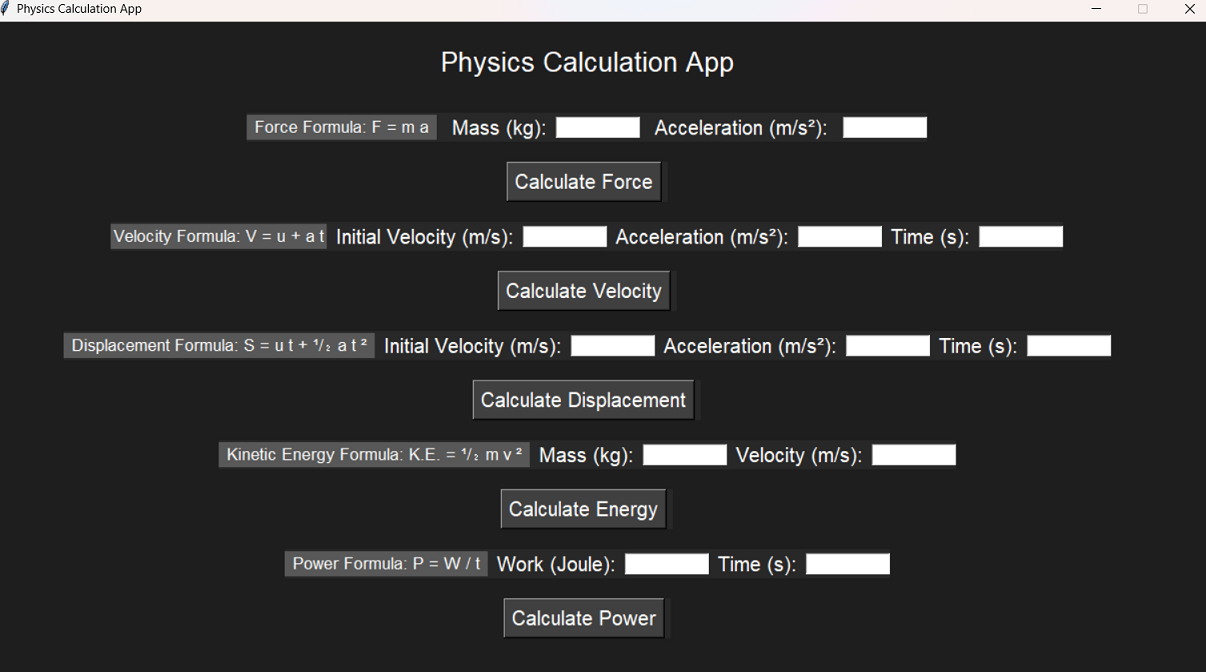 Physics Calculation App
Physics Calculation App
Force Formula: F = m a Mass (kg): Acceleration (m/s²):
Calculate Force
Velocity Formula: V = u + a t Initial Velocity (m/s): Acceleration (m/s²): Time (s):
Calculate Velocity
Displacement Formula: S = u t + ¹/₂ a t ² Initial Velocity (m/s): Acceleration (m/s²): Time (s):
Calculate Displacement
Kinetic Energy Formula: K.E. = ¹/₂ m v ² Mass (kg): Velocity (m/s):
Calculate Energy
Power Formula: P = W / t Work (Joule): Time (s):
Calculate Power